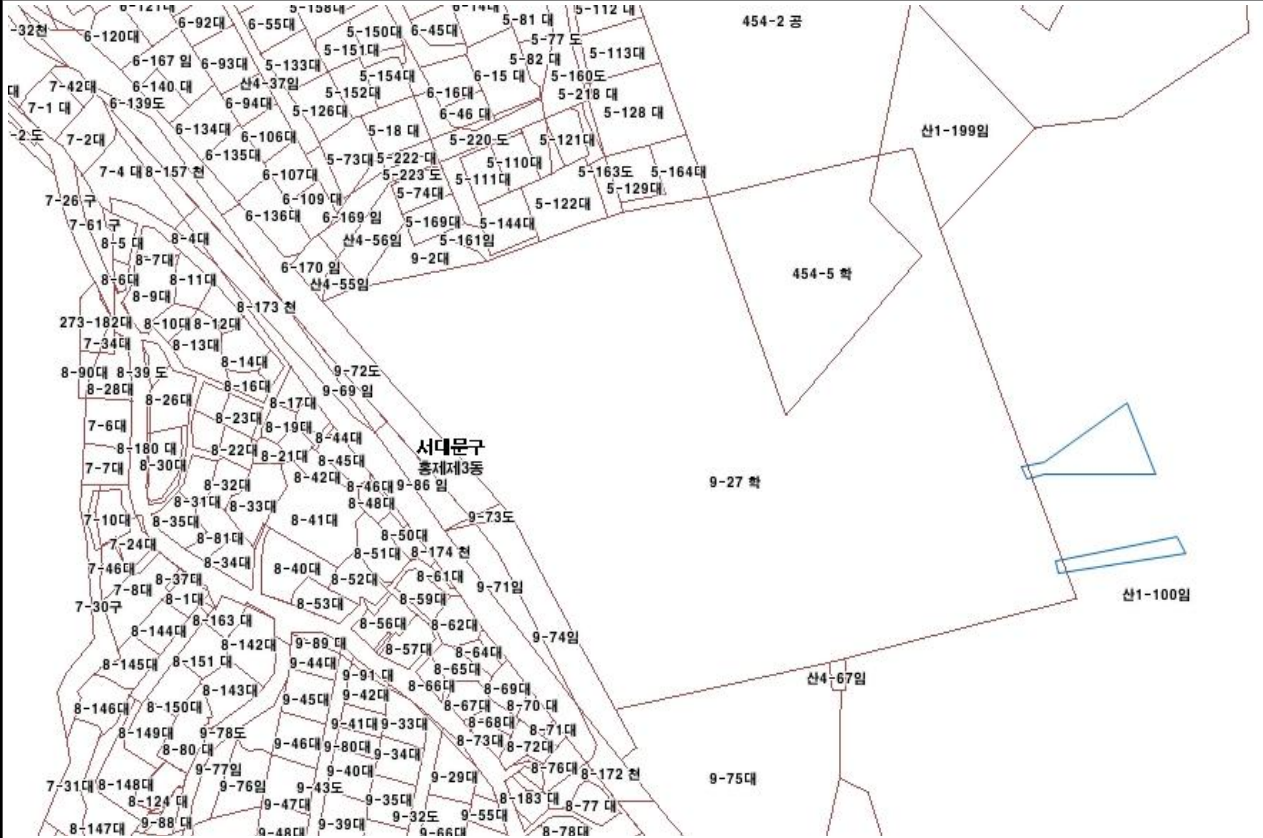 6-121대
5-158대
6-14대
5-112 대
-32천
6-92대
6-55대
5-81 대
454-2 공
6-120대
5-150대
6-45대
5-77 도
5-151대
5-113대
6-167 임
6-93대
5-133대
5-82 대
7-42대
6-140 대
산4-37임
5-154대
6-15 대
5-160도
대
7-1 대
6-139도
6-94대
5-152대
6-16대
5-218 대
5-126대
6-46 대
5-128 대
-2 도
7-2대
6-134대
6-106대
5-18 대
5-220 도
5-121대
산1-199임
6-135대
5-73대
5-222 대
5-110대
7-4 대
8-157 천
6-107대
5-223 도
5-111대
5-163도
5-164대
5-129대
7-26 구
6-109 대
5-74대
5-122대
7-61 구
6-136대
6-169 임
5-169대
5-144대
8-5 대
8-4대
산4-56임
5-161임
8-7대
9-2대
8-6대
8-11대
6-170 임
454-5 학
8-9대
산4-55임
8-173 천
273-182대
8-10대
8-12대
7-34대
8-13대
8-14대
8-90대
8-39 도
9-72도
8-28대
8-16대
9-69 임
8-26대
8-17대
7-6대
8-23대
8-19대
8-44대
8-180 대
8-22대
8-21대
서대문구
7-7대
8-30대
8-45대
홍제제3동
8-32대
8-42대
8-46대
9-86 임
9-27 학
8-31대
8-33대
8-48대
7-10대
8-35대
8-41대
9-73도
8-81대
8-50대
7-24대
8-34대
8-51대
8-174 천
7-46대
8-37대
8-40대
8-52대
8-61대
7-8대
9-71임
산1-100임
7-30구
8-1대
8-53대
8-59대
8-163 대
8-56대
8-62대
8-144대
8-142대
9-89 대
9-74임
8-145대
8-151 대
9-44대
8-57대
8-64대
9-91 대
8-65대
산4-67임
8-143대
9-45대
9-42대
8-66대
8-69대
8-146대
8-150대
8-67대
8-70 대
9-41대
9-33대
8-68대
8-149대
9-78도
8-71대
8-80 대
9-46대
9-80대
9-34대
8-73대
8-72대
9-77임
9-40대
8-76대
8-172 천
7-31대
8-148대
9-76임
9-43도
9-29대
9-75대
8-124 대
9-47대
9-35대
8-183 대
8-77 대
9-88 대
9-39대
9-32도
9-55대
8-147대
9-48대
9-66대
8-78대